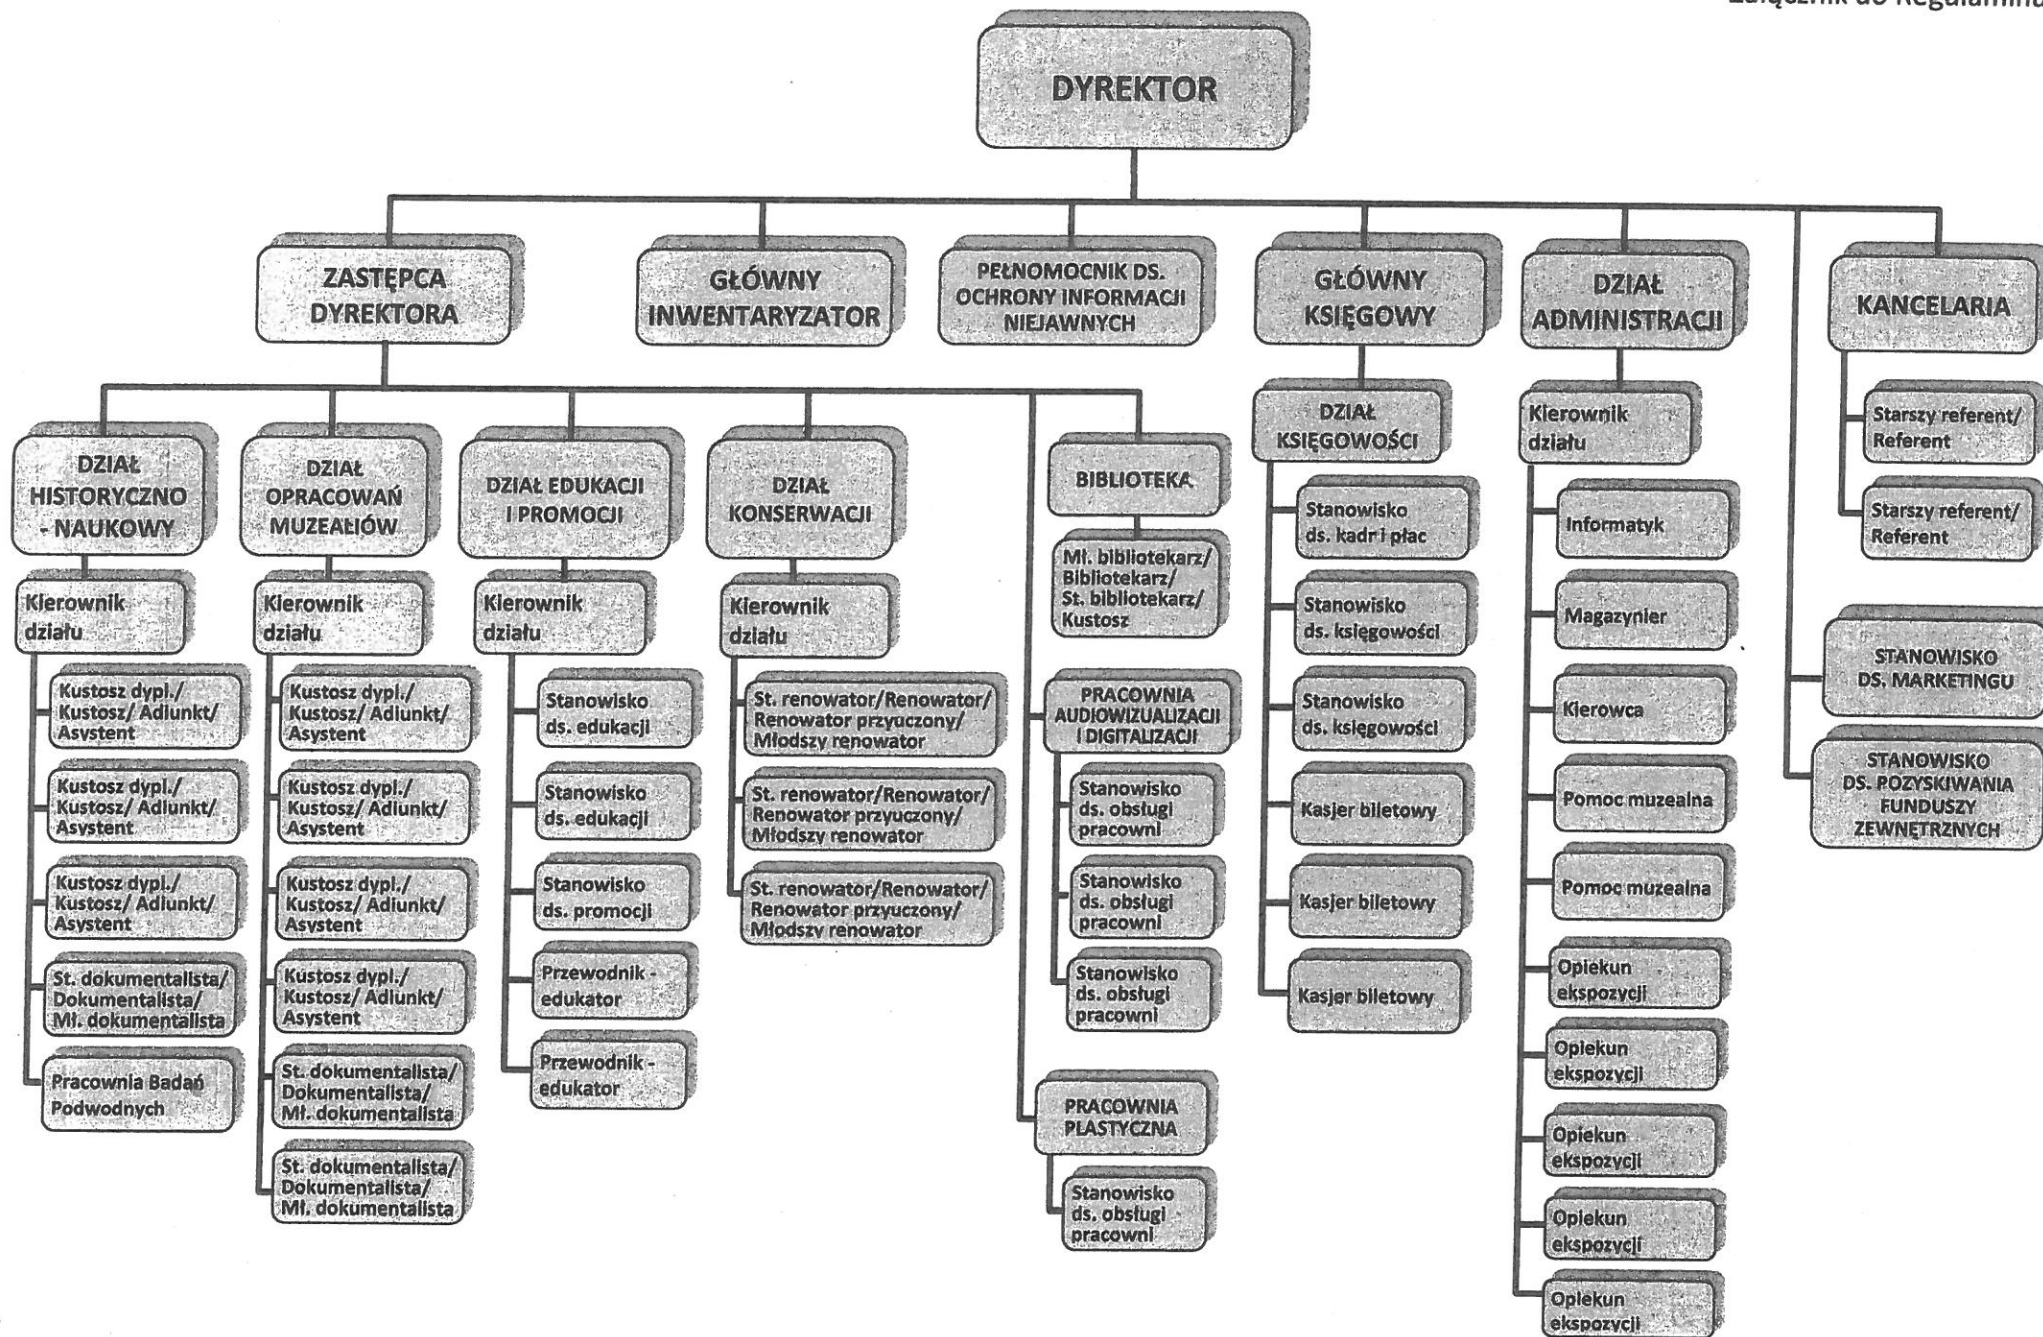 Załącznik do Regulaminu
DYREKTOR
ZASTĘPCA
DYREKTORA
GŁÓWNY
INWENTARYZATOR
PEŁNOMOCNIK DS.
OCHRONY INFORMACJI
NIEJAWNYCH
GŁÓWNY
KSIĘGOWY
DZIAŁ
ADMINISTRACJI
KANCELARIA
DZIAŁ
HISTORYCZNO
- NAUKOWY
Kierownik
działu
Kustosz dypl./
Kustosz/ Adiunkt/
Asystent
Kustosz dypl./
Kustosz/ Adiunkt/
Asystent
Kustosz dypl./
Kustosz/ Adiunkt/
Asystent
St. dokumentalista/
Dokumentalista/
Mł. dokumentalista
Pracownia Badań
Podwodnych
DZIAŁ
OPRACOWAŃ
MUZEALIÓW
Kierownik
działu
Kustosz dypl./
Kustosz/ Adiunkt/
Asystent
Kustosz dypl./
Kustosz/ Adiunkt/
Asystent
Kustosz dypl./
Kustosz/ Adiunkt/
Asystent
Kustosz dypl./
Kustosz/ Adiunkt/
Asystent
St. dokumentalista/
Dokumentalista/
Mł. dokumentalista
St. dokumentalista/
Dokumentalista/
Mł. dokumentalista
DZIAŁ EDUKACJI
I PROMOCJI
Kierownik
działu
Stanowisko
ds. edukacji
Stanowisko
ds. edukacji
Stanowisko
ds. promocji
Przewodnik -
edukator
Przewodnik -
edukator
DZIAŁ
KONSERWACJI
Kierownik
działu
St. renowator/Renowator/
Renowator przyuczony/
Młodszy renowator
St. renowator/Renowator/
Renowator przyuczony/
Młodszy renowator
St. renowator/Renowator/
Renowator przyuczony/
Młodszy renowator
BIBLIOTEKA
Mł. bibliotekarz/
Bibliotekarz/
St. bibliotekarz/
Kustosz
PRACOWNIA
AUDIOWIZUALIZACJI
I DIGITALIZACJI
Stanowisko
ds. obsługi
pracowni
Stanowisko
ds. obsługi
pracowni
Stanowisko
ds. obsługi
pracowni
PRACOWNIA
PLASTYCZNA
Stanowisko
ds. obsługi
pracowni
DZIAŁ
KSIĘGOWOŚCI
Stanowisko
ds. kadr i płac
Stanowisko
ds. księgowości
Stanowisko
ds. księgowości
Kasjer biletowy
Kasjer biletowy
Kasjer biletowy
Kierownik
działu
Informatyk
Magazynier
Kierowca
Pomoc muzealna
Pomoc muzealna
Opiekun
ekspozycji
Opiekun
ekspozycji
Opiekun
ekspozycji
Opiekun
ekspozycji
Opiekun
ekspozycji
Starszy referent/
Referent
Starszy referent/
Referent
STANOWISKO
DS. MARKETINGU
STANOWISKO
DS. POZYSKIWANIA
FUNDUSZY
ZEWNĘTRZNYCH